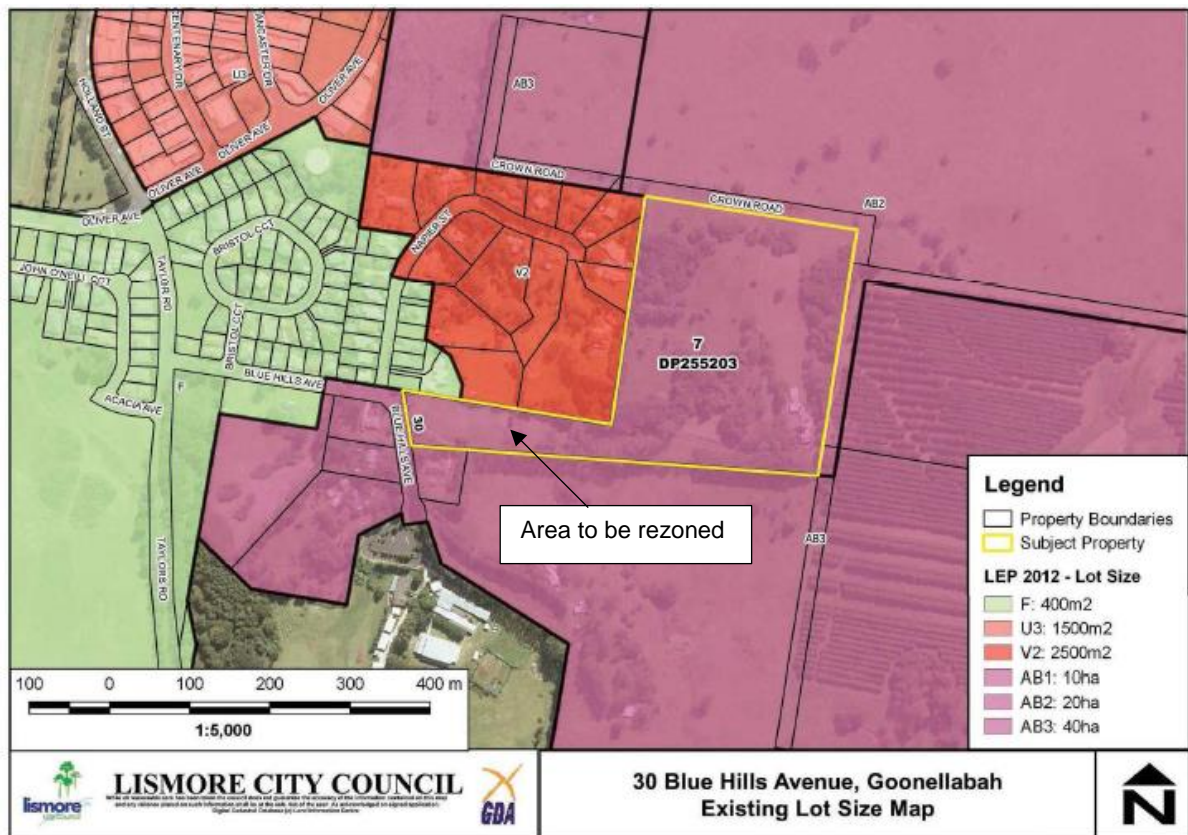 HOLLAND ST
CENTENARY DR
LANCASTER DR
U3
OLIVER AVE
OLIVER AVE
OLIVER AVE
OLIVER AVE
AB3
CROWN ROAD
CROWN ROAD
AB2
NAPIER ST
V2
BRISTOL CCT
JOHN O'NEILL CCT
TAYLOR RD
BRISTOL CCT
7
DP255203
BLUE HILLS AVE
F
ACACIA AVE
30
BLUE HILLS AVE
Area to be rezoned
AB3
TAYLORS RD
Legend
Property Boundaries
Subject Property
LEP 2012 - Lot Size
F: 400m2
U3: 1500m2
V2: 2500m2
AB1: 10ha
AB2: 20ha
AB3: 40ha
100 0 100 200 300 400 m
1:5,000
lismore
LISMORE CITY COUNCIL
GDA
30 Blue Hills Avenue, Goonellabah
Existing Lot Size Map
N